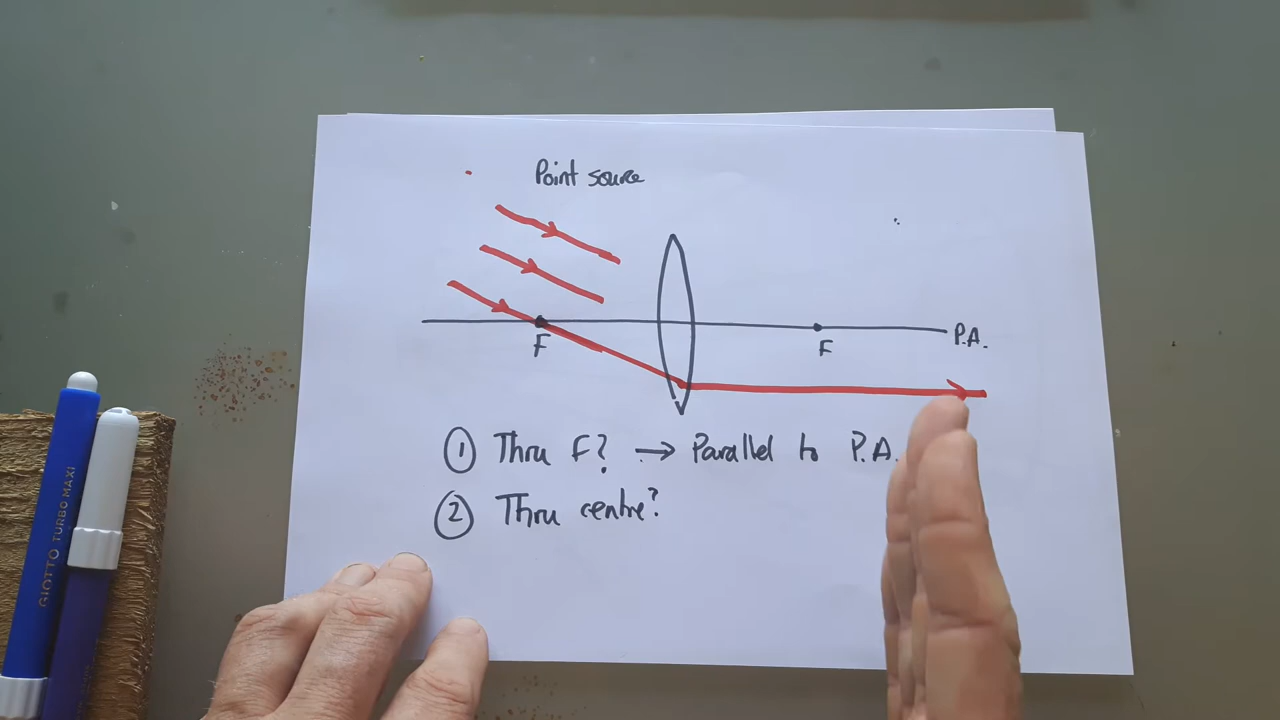 Point source
F
F
P.A.
① Thru F? → Parallel to P.A.
② Thru centre?
GIOTTO TURBO MAXI